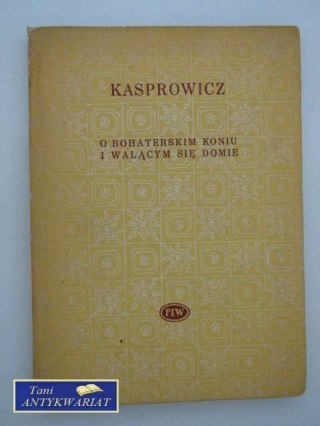 KASPROWICZ
O BOHATERSKIM KONIU
I WALĄCYM SIĘ DOMIE
PIW
Tani
ANTYKWARIAT